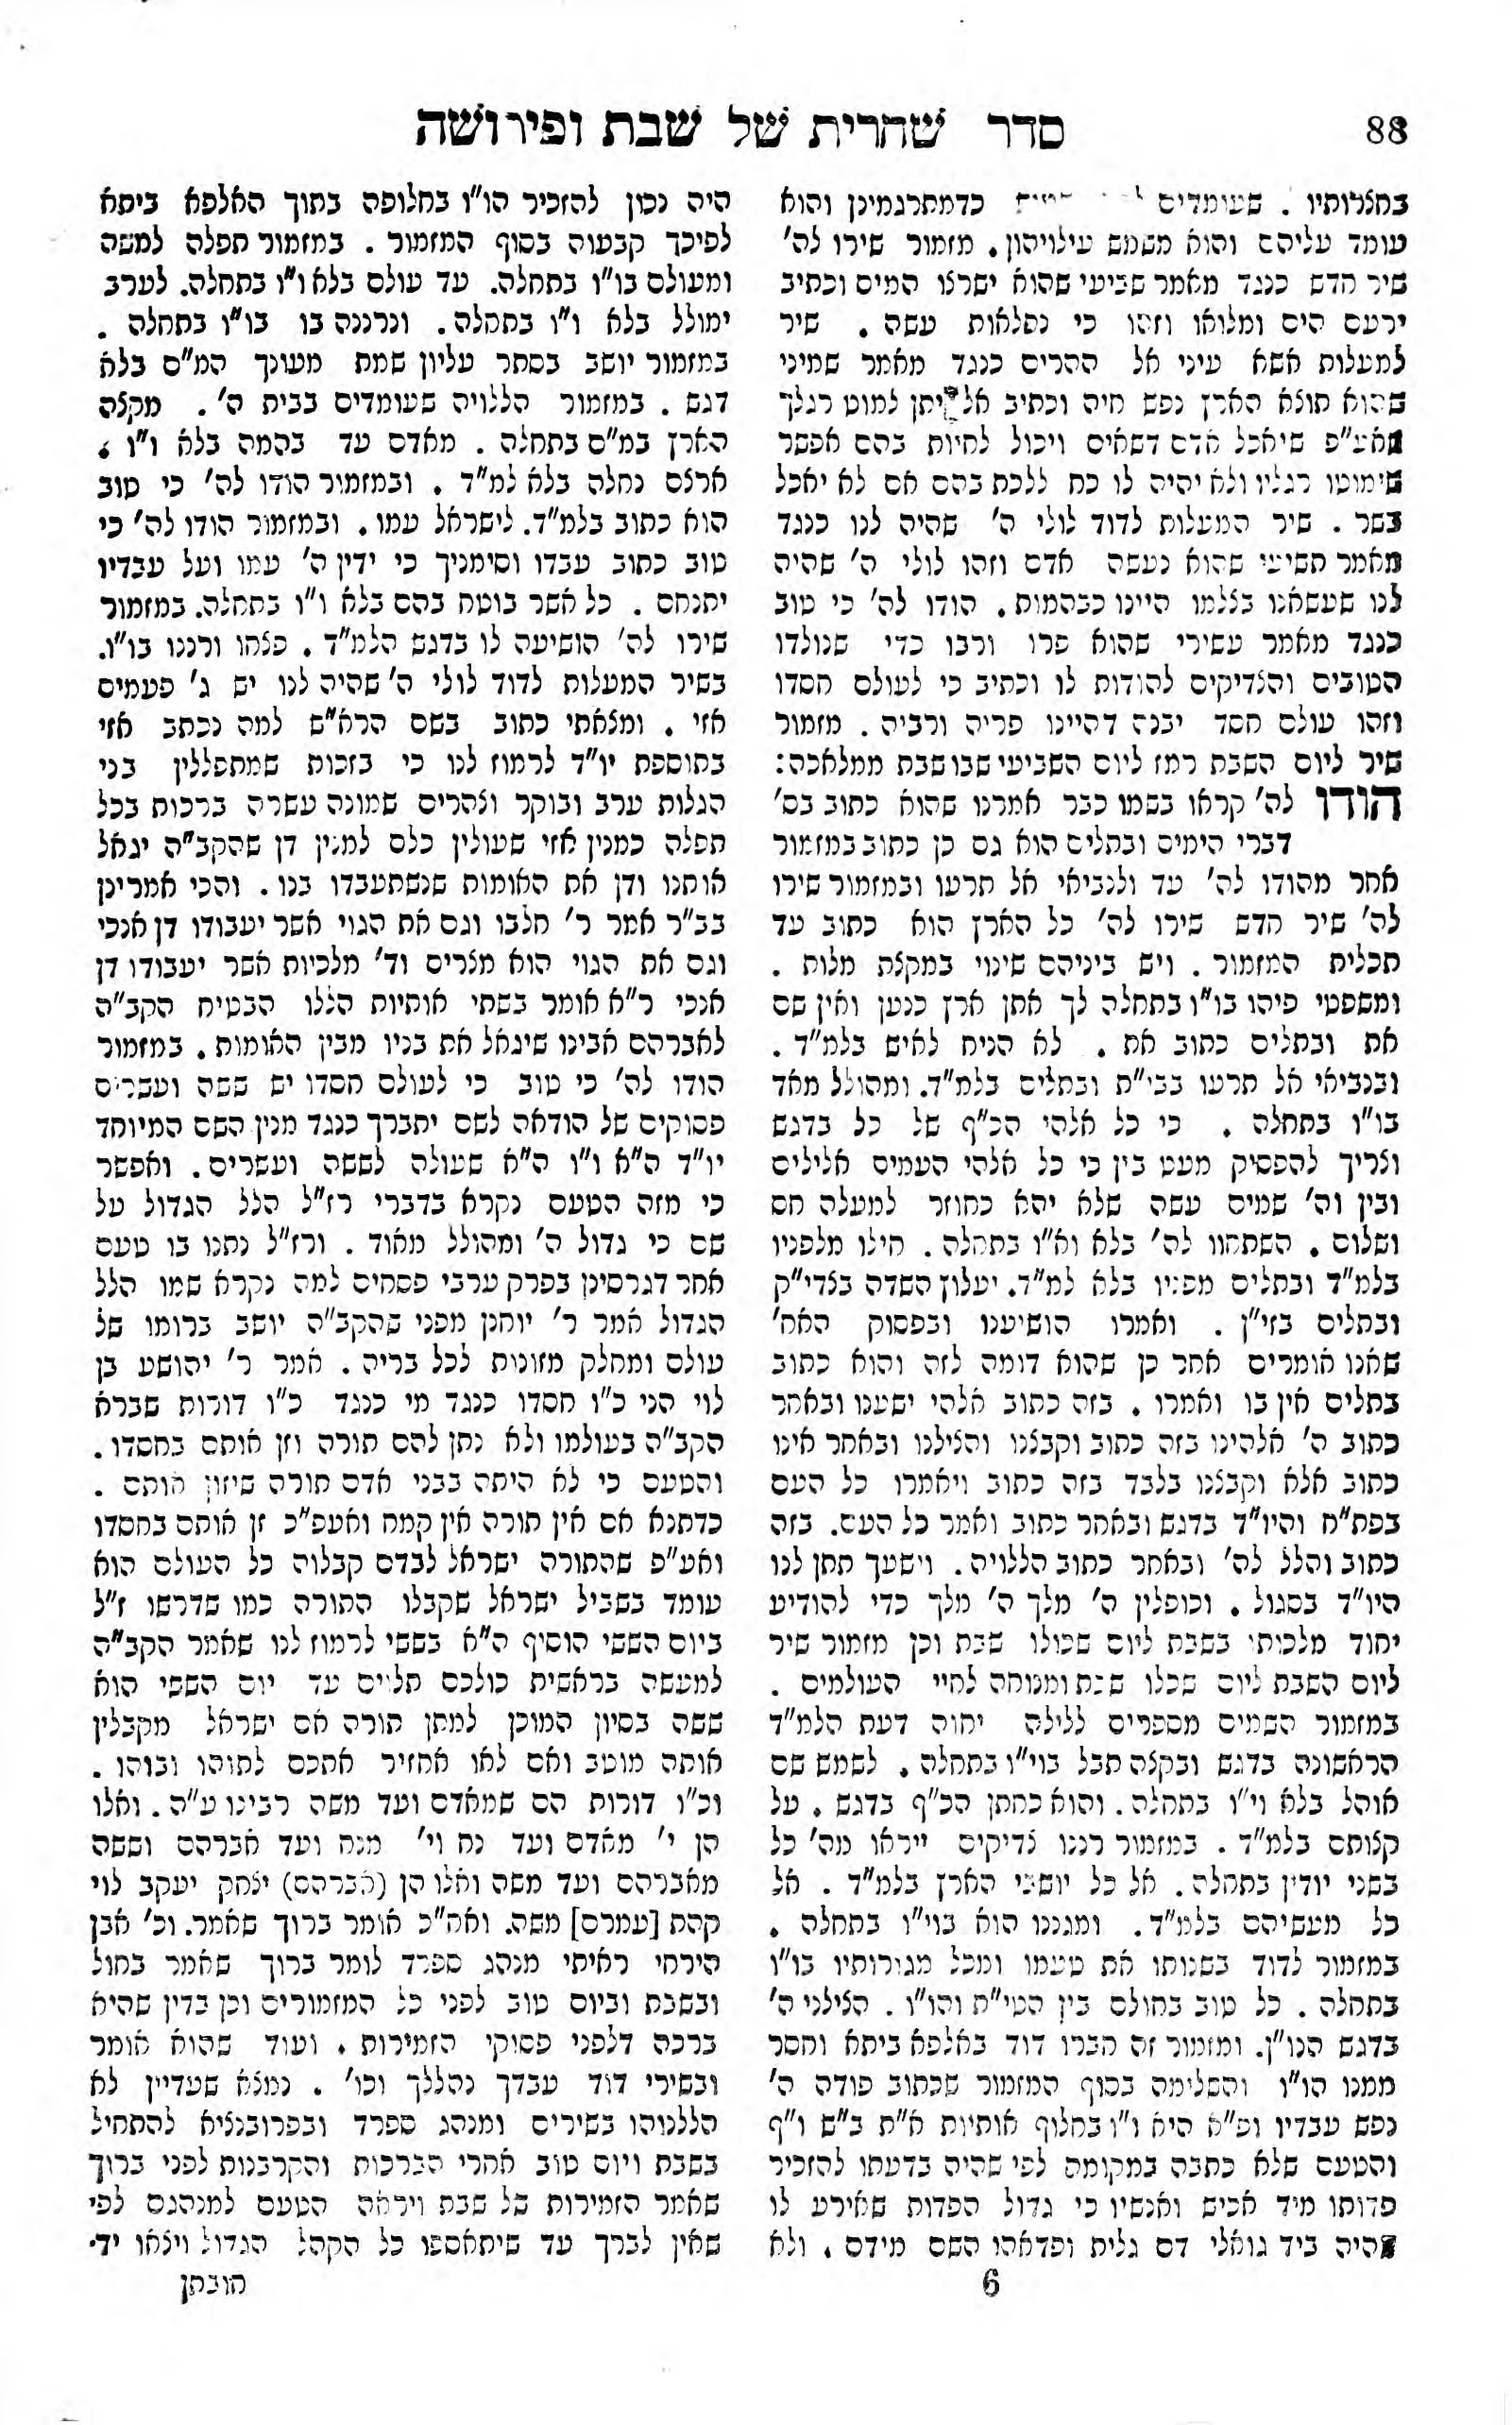 88
סדר שחרית של שבת ופירושה
בחצרותיו . שעומדים כדמתרגמינן והוא
עומד עליהם והוא משמש עילויהון. מזמור שירו לה'
שיר חדש כנגד מאמר שביעי שהוא ישרצו המים וכתיב
ירעם הים ומלואו וזהו כי נפלאות עשה . שיר
למעלות אשא עיני אל ההרים כנגד מאמר שמיני
שהוא תוצא הארץ נפש חיה וכתיב אל יתן למוט רגלך
שאע"פ שיאכל אדם דשאים ויכול לחיות בהם אפשר
שימוטו רגליו ולא יהיה לו כח ללכת בהם אם לא יאכל
בשר . שיר המעלות לדוד לולי ה' שהיה לנו כנגד
מאמר תשיעי שהוא נעשה אדם וזהו לולי ה' שהיה
לנו שעשאנו בצלמו היינו כבהמות. הודו לה' כי טוב
כנגד מאמר עשירי שהוא פרו ורבו כדי שנולדו
הטובים והצדיקים להודות לו וכתיב כי לעולם חסדו
וזהו עולם חסד יבנה דהיינו פריה ורביה . מזמור
שיר ליום השבת רמז ליום השביעי שבו שבת ממלאכה:
הודו לה' קראו בשמו כבר אמרנו שהוא כתוב בס'
דברי הימים ובתלים הוא גם כן כתוב במזמור
אחר מהודו לה' עד ולנביאי אל תרעו ובמזמור שירו
לה' שיר חדש שירו לה' כל הארץ הוא כתוב עד
תכלית המזמור . ויש ביניהם שינוי במקצת מלות .
ומשפטי פיהו בו"ו בתחלה לך אתן ארץ כנען ואין שם
את ובתלים כתוב את . לא הניח לאיש בלמ"ד .
ובנביאי אל תרעו בבי"ת ובתלים בלמ"ד. ומהולל מאד
בו"ו בתחלה . כי כל אלהי הכ"ף של כל בדגש
וצריך להפסיק מעט בין כי כל אלהי העמים אלילים
ובין וה' שמים עשה שלא יהא כחוזר למעלה חס
ושלום . השתחוו לה' בלא וא"ו בתחלה . חילו מלפניו
בלמ"ד ובתלים מפניו בלא למ"ד. יעלוץ השדה בצדי"ק
ובתלים בזי"ן . ואמרו הושיענו ובפסוק האח'
שאנו אומרים אחר כן שהוא דומה לזה והוא כתוב
בתלים אין בו ואמרו . בזה כתוב אלהי ישענו ובאחר
כתוב ה' אלהינו בזה כתוב וקבצנו והצילנו ובאחר אינו
כתוב אלא וקבצנו בלבד בזה כתוב ויאמרו כל העם
בפת"ח והיו"ד בדגש ובאחר כתוב ואמר כל העם. בזה
כתוב והלל לה' ובאחר כתוב הללויה . וישעך תתן לנו
היו"ד בסגול . וכופלין ה' מלך ה' מלך כדי להודיע
יחוד מלכותי בשבת ליום שכולו שבת וכן מזמור שיר
ליום השבת ליום שכלו שבת ומנוחה לחיי העולמים .
במזמור השמים מספרים ללילה יחוה דעת הלמ"ד
הראשונה בדגש ובקצה תבל בוי"ו בתחלה . לשמש שם
אוהל בלא וי"ו בתחלה . והוא כחתן הכ"ף בדגש . על
קצותם בלמ"ד . במזמור רננו צדיקים ייראו מה' כל
בשני יודין בתחלה. אל כל יושבי הארץ בלמ"ד . אל
כל מעשיהם בלמ"ד. ומגננו הוא בוי"ו בתחלה .
במזמור לדוד בשנותו את טעמו ומכל מגורותיו בו"ו
בתחלה . כל טוב בחולם בין הטי"ת והו"ו . הצילני ה'
בדגש הנו"ן. ומזמור זה חברו דוד באלפא ביתא וחסר
ממנו הו"ו והשלימה בסוף המזמור שכתוב פודה ה'
נפש עבדיו ופ"א היא ו"ו בחלוף אותיות א"ת ב"ש ו"ף
והטעם שלא כתבה במקומה לפי שהיה בדעתו להזכיר
פדותו מיד אכיש ואנשיו כי גדול הפדות שאירע לו
שהיה ביד גואלי דם גלית ופדאהו השם מידם . ולא
6
היה נכון להזכיר הו"ו בחלופה בתוך האלפא ביתא
לפיכך קבעוה בסוף המזמור . במזמור תפלה למשה
ומעולם בו"ו בתחלה. עד עולם בלא ו"ו בתחלה. לערב
ימולל בלא ו"ו בתחלה . ונרננה בו בו"ו בתחלה .
במזמור יושב בסתר עליון שמת מעונך המ"ם בלא
דגש . במזמור הללויה שעומדים בבית ה' . מקצה
הארץ במ"ם בתחלה . מאדם עד בהמה בלא ו"ו .
ארצם נחלה בלא למ"ד . ובמזמור הודו לה' כי טוב
הוא כתוב בלמ"ד. לישראל עמו . ובמזמור הודו לה' כי
טוב כתוב עבדו וסימניך כי ידין ה' עמו ועל עבדיו
יתנחם . כל אשר בוטח בהם בלא ו"ו בתחלה. במזמור
שירו לה' הושיעה לו בדגש הלמ"ד . פצחו ורננו בו"ו.
בשיר המעלות לדוד לולי ה' שהיה לנו יש ג' פעמים
אזי . ומצאתי כתוב בשם הרא"ש למה נכתב אזי
בתוספת יו"ד לרמוז לנו כי בזכות שמתפללין בני
הגלות ערב ובוקר וצהרים שמונה עשרה ברכות בכל
תפלה כמנין אזי שעולין כלם למנין דן שהקב"ה יגאל
אותנו ודן את האומות שנשתעבדו בנו. והכי אמרינן
בב"ר אמר ר' חלבו וגם את הגוי אשר יעבודו דן אנכי
וגם את הגוי הוא מצרים וד' מלכיות אשר יעבודו דן
אנכי ר"א אומר בשתי אותיות הללו הבטיח הקב"ה
לאברהם אבינו שיגאל את בניו מבין האומות . במזמור
הודו לה' כי טוב כי לעולם חסדו יש ששה ועשרים
פסוקים של הודאה לשם יתברך כנגד מנין השם המיוחד
יו"ד ה"א ו"ו ה"א שעולה לששה ועשרים . ואפשר
כי מזה הטעם נקרא בדברי רז"ל הלל הגדול על
שם כי גדול ה' ומהולל מאוד . ורז"ל נתנו בו טעם
אחר דגרסינן בפרק ערבי פסחים למה נקרא שמו הלל
הגדול אמר ר' יוחנן מפני שהקב"ה יושב ברומו של
עולם ומחלק מזונות לכל בריה . אמר ר' יהושע בן
לוי הני כ"ו חסדו כנגד מי כנגד כ"ו דורות שברא
הקב"ה בעולמו ולא נתן להם תורה וזן אותם בחסדו .
והטעם כי לא היתה בבני אדם תורה שיזון אותם .
כדתנא אם אין תורה אין קמח ואעפ"כ זן אותם בחסדו
ואע"פ שהתורה ישראל לבדם קבלוה כל העולם הוא
עומד בשביל ישראל שקבלו התורה כמו שדרשו ז"ל
ביום הששי הוסיף ה"א בששי לרמוז לנו שאמר הקב"ה
למעשה בראשית כולכם תלוים עד יום הששי הוא
ששה בסיון המוכן למתן תורה אם ישראל מקבלין
אותה מוטב ואם לאו אחזיר אתכם לתוהו ובוהו .
וכ"ו דורות הם שמאדם ועד משה רבינו ע"ה . ואלו
הן י' מאדם ועד נח וי' מנח ועד אברהם וששה
מאברהם ועד משה ואלו הן (אברהם) יצחק יעקב לוי
קהת [עמרם] משה. ואח"כ אומר ברוך שאמר. וכ' אבן
הירחי ראיתי מנהג ספרד לומר ברוך שאמר בחול
ובשבת וביום טוב לפני כל המזמורים וכן בדין שהיא
ברכה דלפני פסוקי הזמירות . ועוד שהוא אומר
ובשירי דוד עבדך נהללך וכו' . נמצא שעדיין לא
הללנוהו בשירים ומנהג ספרד ובפרובנציא להתחיל
בשבת ויום טוב אחרי הברכות והקרבנות לפני ברוך
שאמר הזמירות של שבת ויראה הטעם למנהגם לפי
שאין לברך עד שיתאספו כל הקהל הגדול ויצאו יד
חובתן